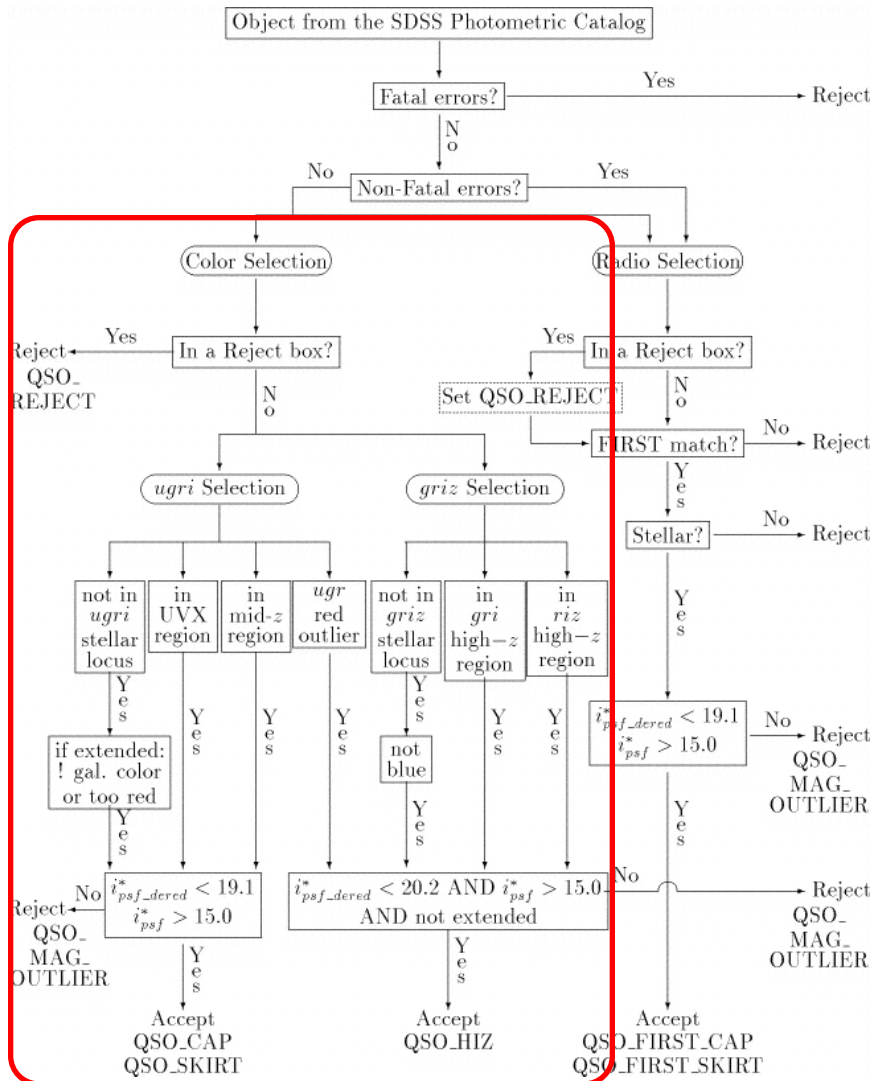 Object from the SDSS Photometric Catalog
Fatal errors?
Yes
Reject
No
Non-Fatal errors?
No
Yes
Color Selection
Radio Selection
In a Reject box?
Yes
Reject
QSO_
REJECT
No
In a Reject box?
Yes
Set QSO_REJECT
No
FIRST match?
No
Reject
Yes
ugri Selection
griz Selection
Stellar?
No
Reject
Yes
not in
ugri
stellar
locus
in
UVX
region
in
mid-z
region
ugr
red
outlier
not in
griz
stellar
locus
in
gri
high-z
region
in
riz
high-z
region
Yes
Yes
Yes
Yes
Yes
Yes
Yes
if extended:
! gal. color
or too red
Yes
not
blue
Yes
i*psf_dered < 19.1
i*psf > 15.0
No
Reject
QSO_
MAG_
OUTLIER
Yes
i*psf_dered < 19.1
i*psf > 15.0
No
Reject
QSO_
MAG_
OUTLIER
Yes
i*psf_dered < 20.2 AND i*psf > 15.0
AND not extended
No
Reject
QSO_
MAG_
OUTLIER
Yes
Accept
QSO_CAP
QSO_SKIRT
Accept
QSO_HIZ
Accept
QSO_FIRST_CAP
QSO_FIRST_SKIRT